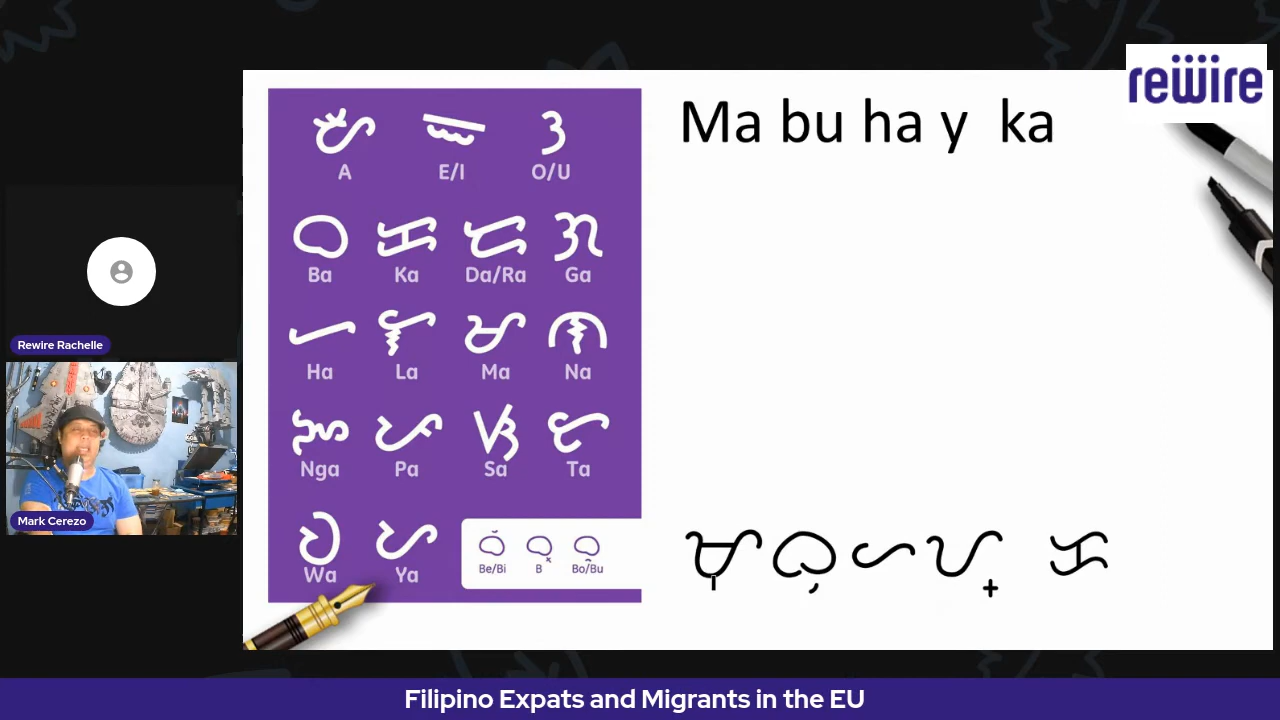 rewire
Ma bu ha y ka
ᜀ ᜁ ᜂ
A E/I O/U
ᜊ ᜃ ᜇ ᜄ
Ba Ka Da/Ra Ga
ᜑ ᜎ ᜋ ᜈ
Ha La Ma Na
ᜅ ᜉ ᜐ ᜆ
Nga Pa Sa Ta
ᜏ ᜌ
Wa Ya
ᜊᜒ ᜊ᜔ ᜊᜓ
Be/Bi B Bo/Bu
ᜋ ᜊᜓ ᜑ ᜌ᜔ ᜃ
Rewire Rachelle
Mark Cerezo
Filipino Expats and Migrants in the EU